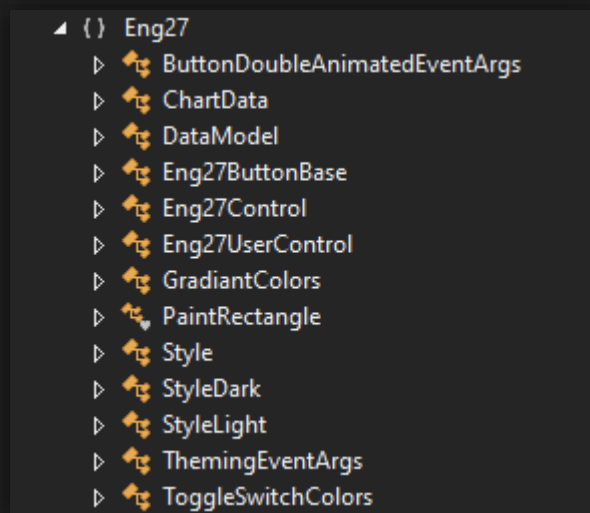 { } Eng27
ButtonDoubleAnimatedEventArgs
ChartData
DataModel
Eng27ButtonBase
Eng27Control
Eng27UserControl
GradiantColors
PaintRectangle
Style
StyleDark
StyleLight
ThemingEventArgs
ToggleSwitchColors